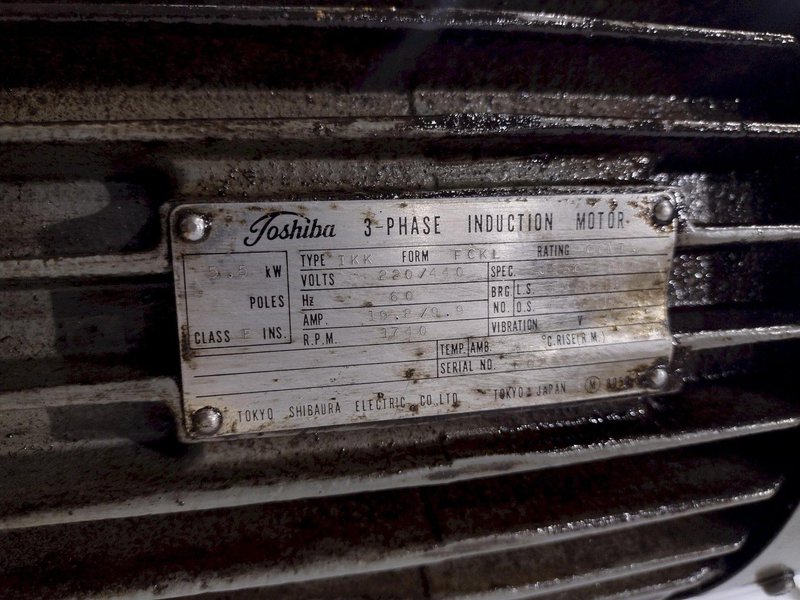 Toshiba 3-PHASE INDUCTION MOTOR
5.5 kW
POLES
CLASS E INS.
TYPE IKK FORM FCKL RATING CONT.
VOLTS 220/440 SPEC.
Hz 60 BRG L.S.
AMP. NO. O.S.
R.P.M. 1740 VIBRATION V
TEMP. AMB. °C.RISE(R.M.)
SERIAL NO.
TOKYO SHIBAURA ELECTRIC CO.,LTD. TOKYO JAPAN M